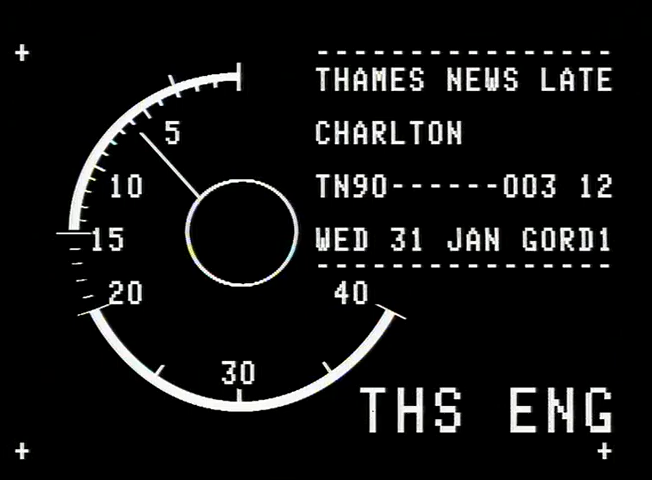 ----------------
THAMES NEWS LATE
CHARLTON
TN90------003 12
WED 31 JAN GORD1
----------------
5
10
15
20
30
40
THS ENG